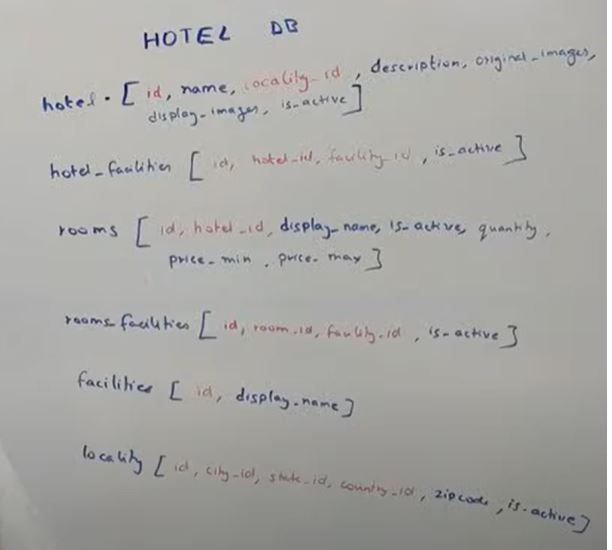 HOTEL DB
hotel - [ id, name, locality_id, description, original_images,
display_images, is_active ]
hotel_facilities [ id, hotel_id, facility_id, is_active ]
rooms [ id, hotel_id, display_name, is_active, quantity,
price_min, price_max ]
rooms_facilities [ id, room_id, facility_id, is_active ]
facilities [ id, display_name ]
locality [ id, city_id, state_id, country_id, zipcode, is_active ]